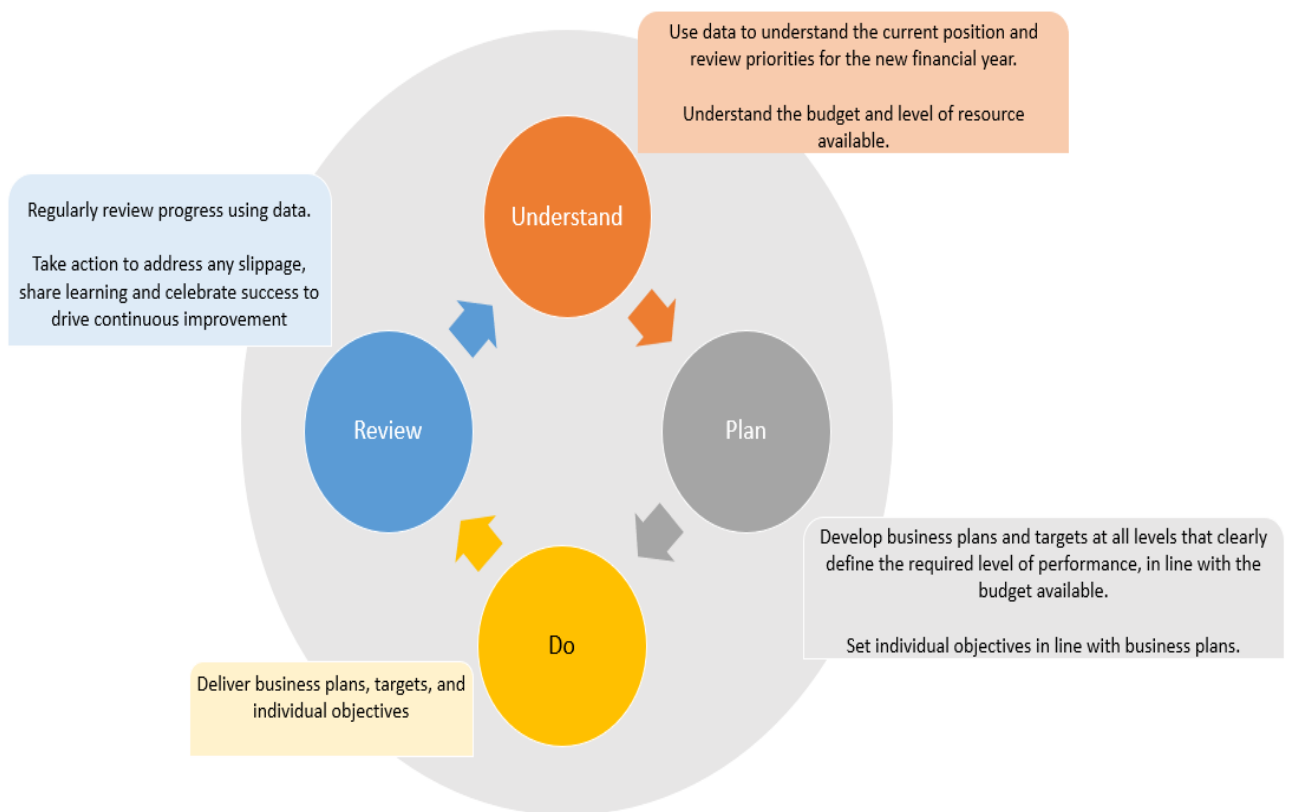 Use data to understand the current position and
review priorities for the new financial year.
Understand the budget and level of resource
available.
Understand
Regularly review progress using data.
Take action to address any slippage,
share learning and celebrate success to
drive continuous improvement
Review
Plan
Develop business plans and targets at all levels that clearly
define the required level of performance, in line with the
budget available.
Set individual objectives in line with business plans.
Do
Deliver business plans, targets, and
individual objectives